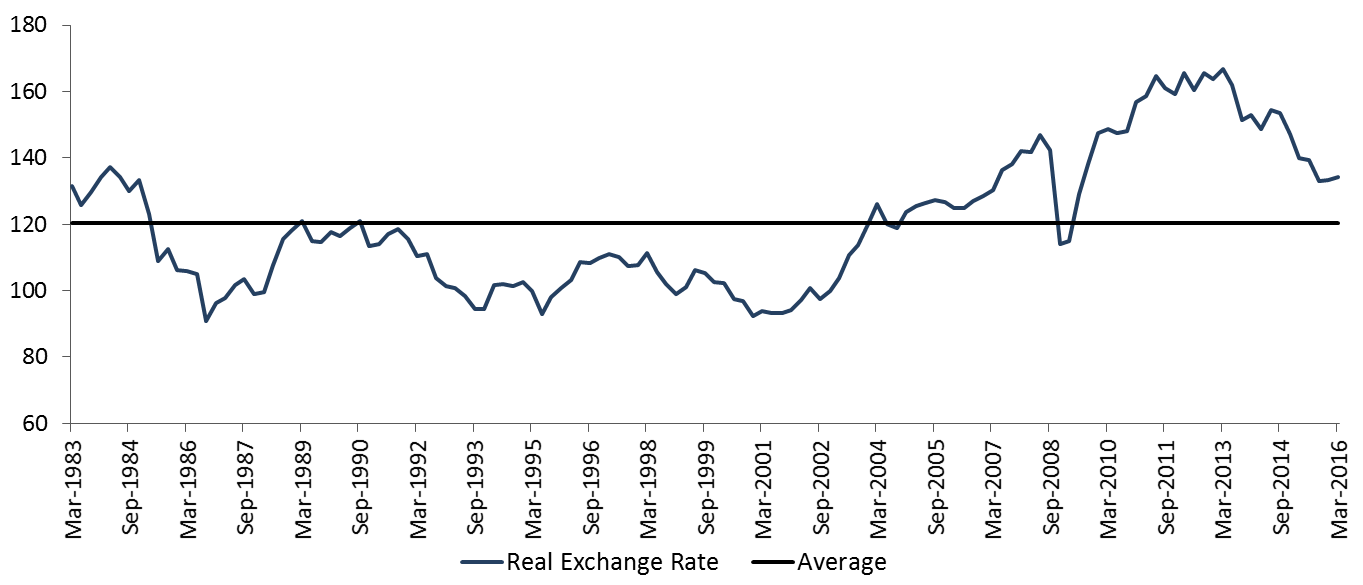 180
160
140
120
100
80
60
Mar-1983
Sep-1984
Mar-1986
Sep-1987
Mar-1989
Sep-1990
Mar-1992
Sep-1993
Mar-1995
Sep-1996
Mar-1998
Sep-1999
Mar-2001
Sep-2002
Mar-2004
Sep-2005
Mar-2007
Sep-2008
Mar-2010
Sep-2011
Mar-2013
Sep-2014
Mar-2016
Real Exchange Rate
Average